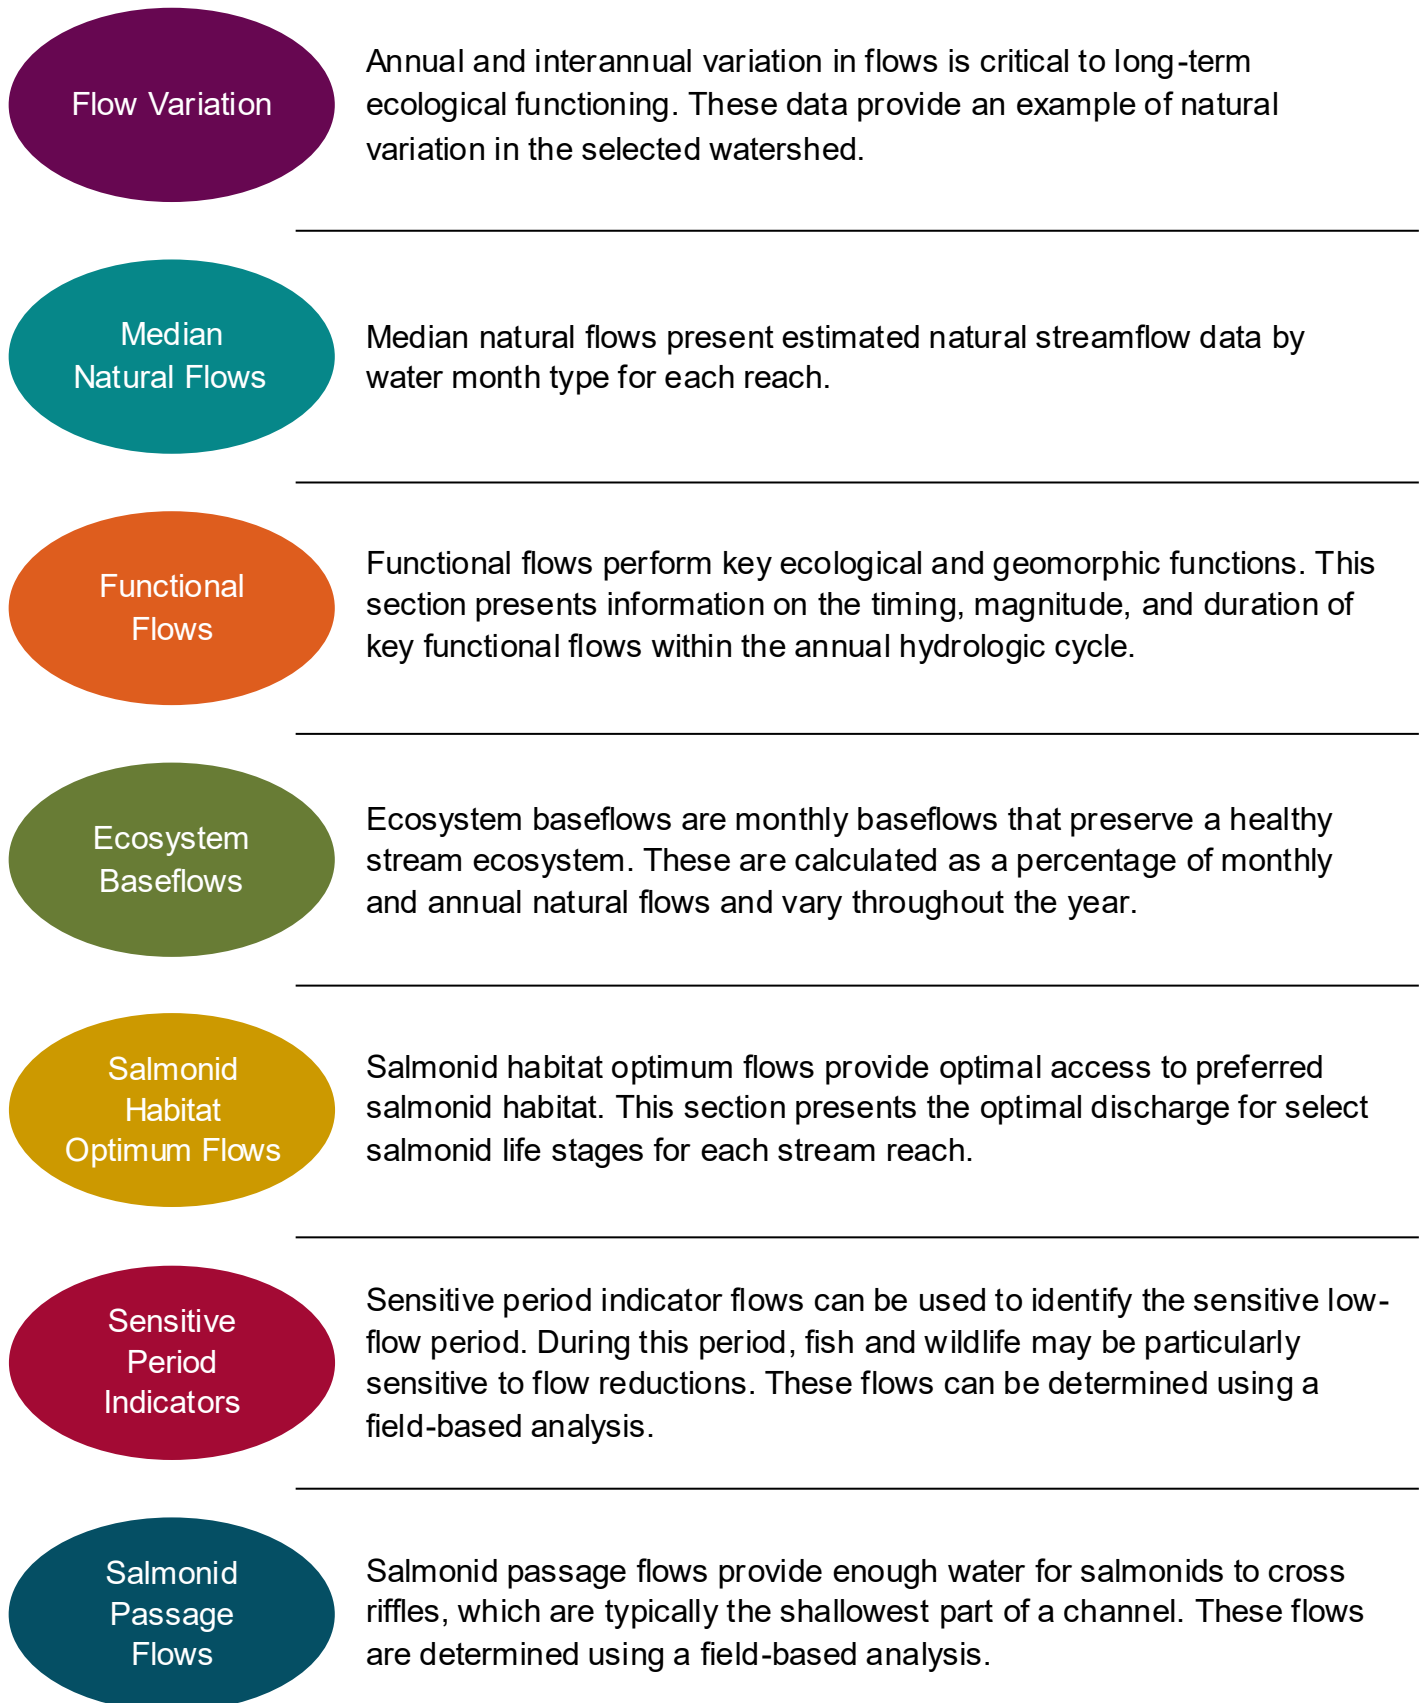 Flow Variation
Annual and interannual variation in flows is critical to long-term
ecological functioning. These data provide an example of natural
variation in the selected watershed.
Median
Natural Flows
Median natural flows present estimated natural streamflow data by
water month type for each reach.
Functional
Flows
Functional flows perform key ecological and geomorphic functions. This
section presents information on the timing, magnitude, and duration of
key functional flows within the annual hydrologic cycle.
Ecosystem
Baseflows
Ecosystem baseflows are monthly baseflows that preserve a healthy
stream ecosystem. These are calculated as a percentage of monthly
and annual natural flows and vary throughout the year.
Salmonid
Habitat
Optimum Flows
Salmonid habitat optimum flows provide optimal access to preferred
salmonid habitat. This section presents the optimal discharge for select
salmonid life stages for each stream reach.
Sensitive
Period
Indicators
Sensitive period indicator flows can be used to identify the sensitive low-
flow period. During this period, fish and wildlife may be particularly
sensitive to flow reductions. These flows can be determined using a
field-based analysis.
Salmonid
Passage
Flows
Salmonid passage flows provide enough water for salmonids to cross
riffles, which are typically the shallowest part of a channel. These flows
are determined using a field-based analysis.